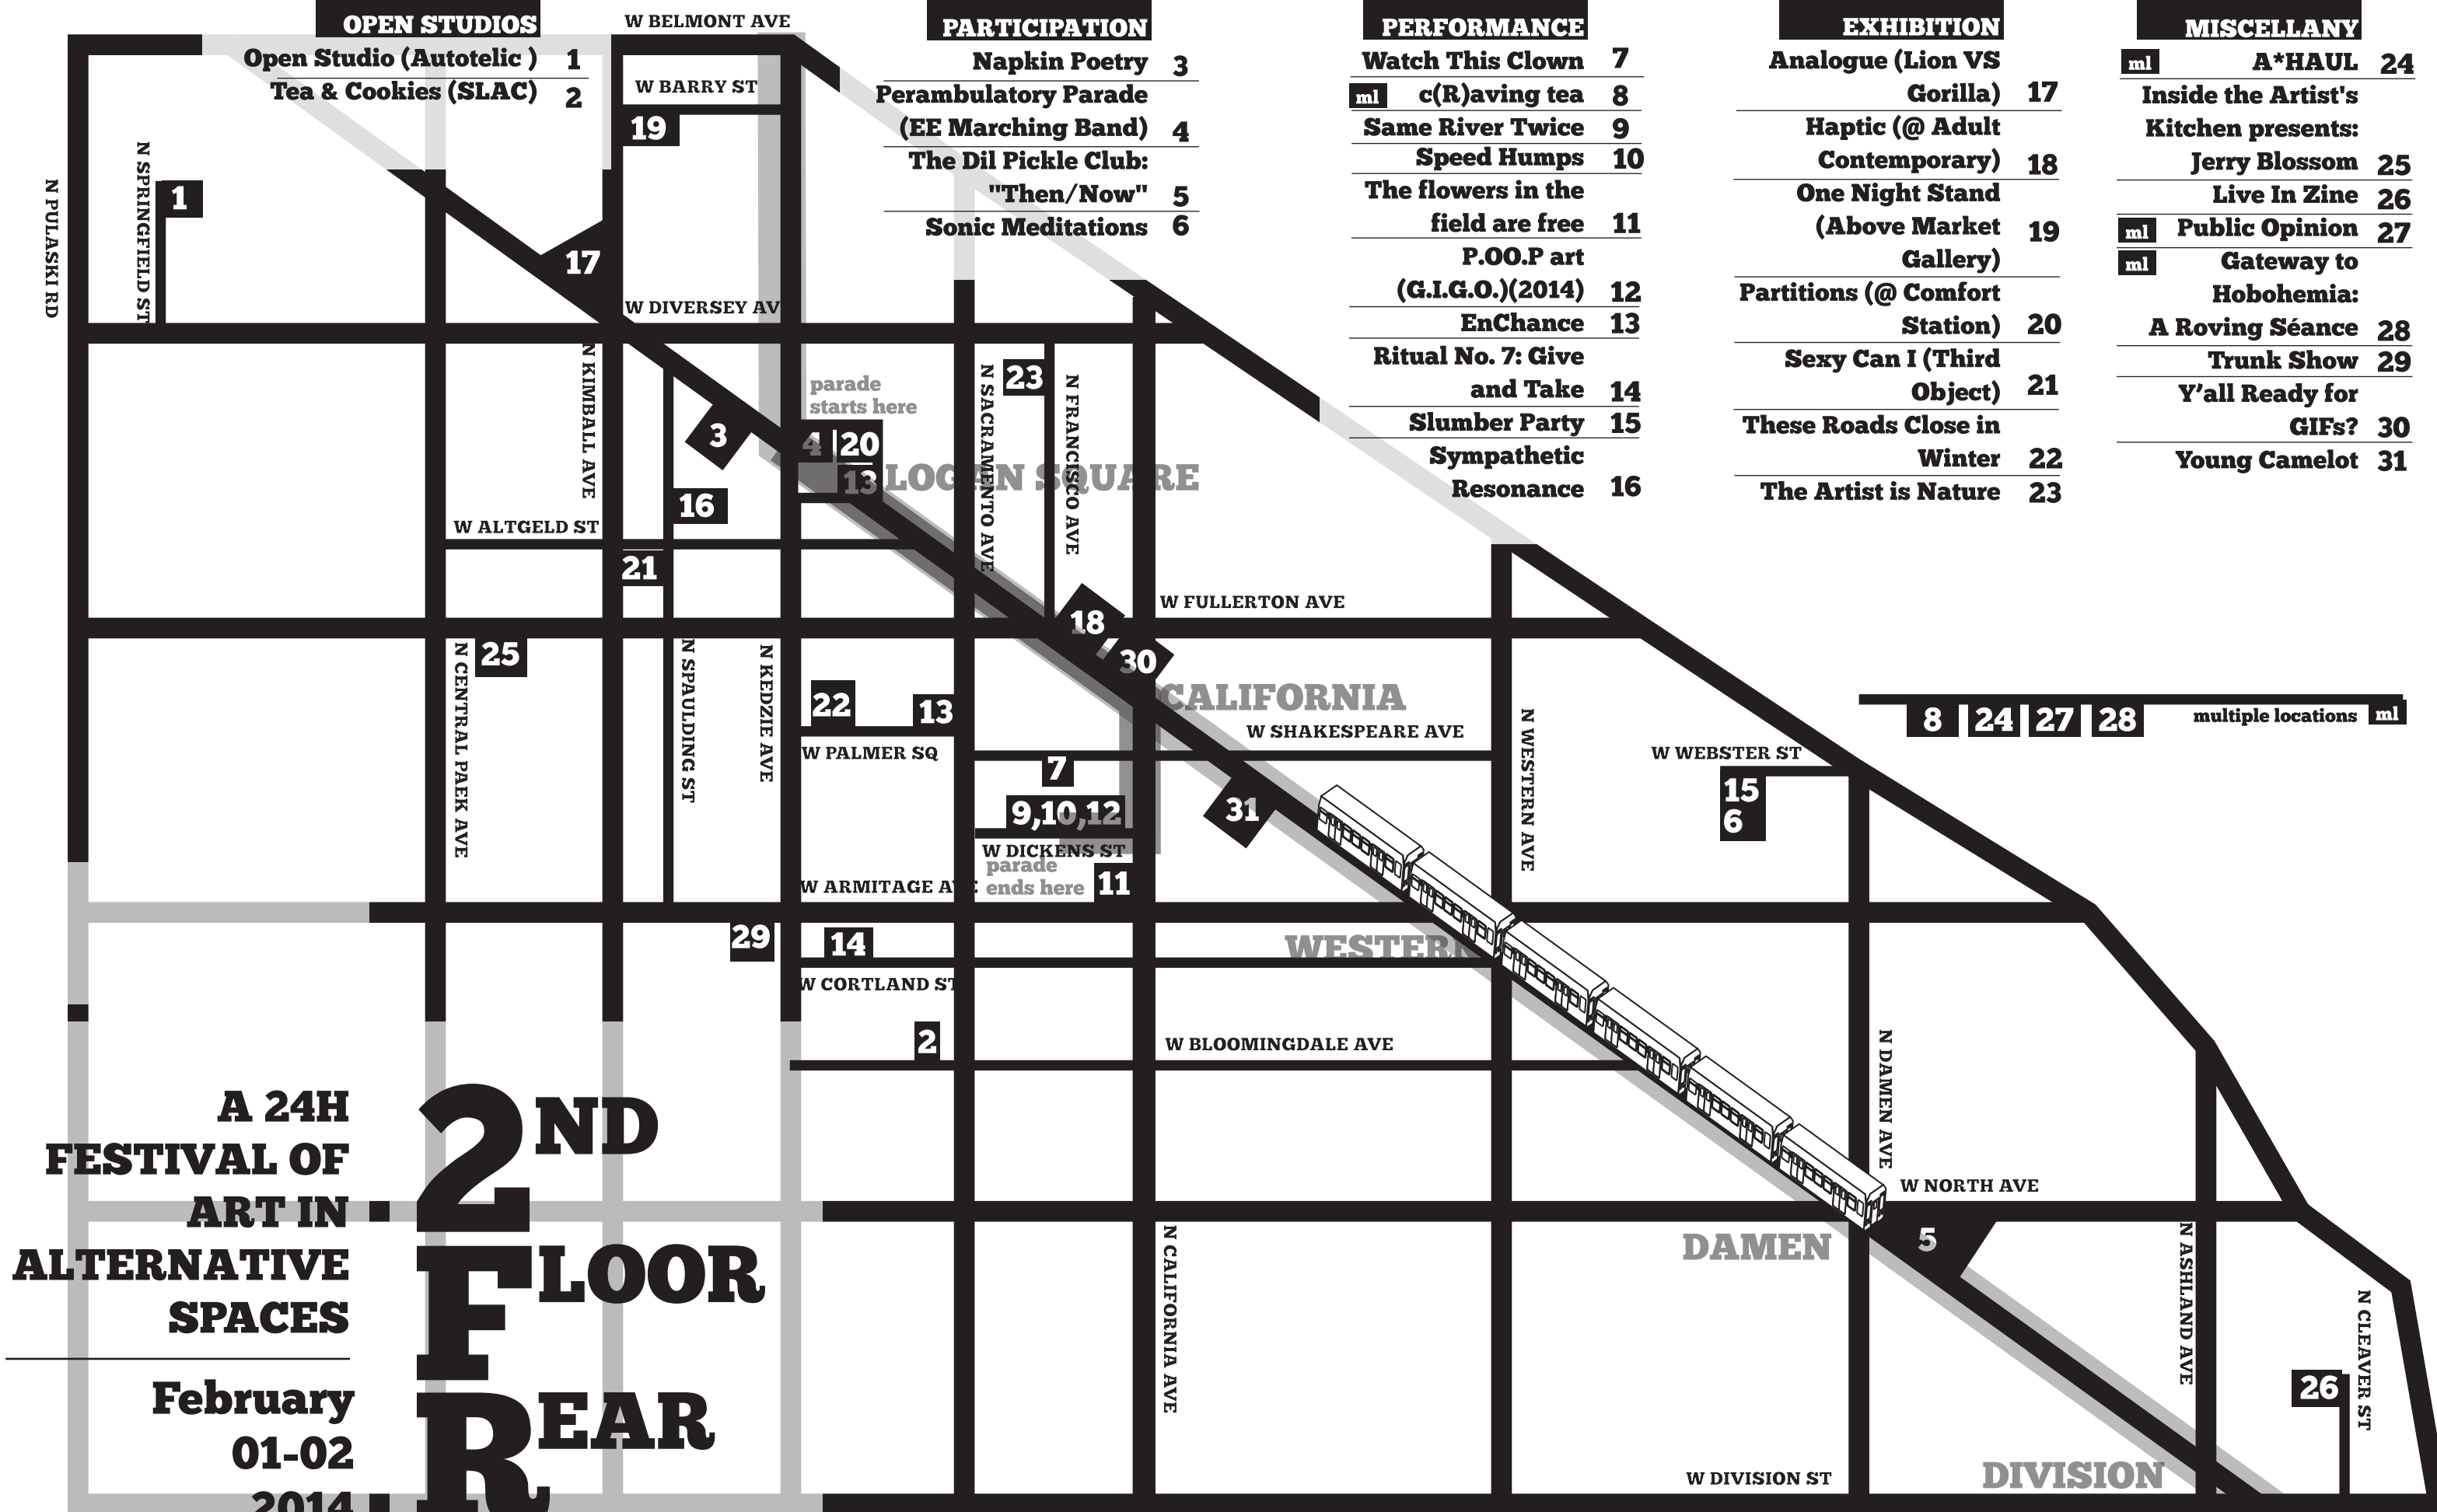 OPEN STUDIOS
Open Studio (Autotelic ) 1
Tea & Cookies (SLAC) 2
PARTICIPATION
Napkin Poetry 3
Perambulatory Parade
(EE Marching Band) 4
The Dil Pickle Club:
"Then/Now" 5
Sonic Meditations 6
PERFORMANCE
Watch This Clown 7
ml c(R)aving tea 8
Same River Twice 9
Speed Humps 10
The flowers in the
field are free 11
P.OO.P art
(G.I.G.O.)(2014) 12
EnChance 13
Ritual No. 7: Give
and Take 14
Slumber Party 15
Sympathetic
Resonance 16
EXHIBITION
Analogue (Lion VS
Gorilla) 17
Haptic (@ Adult
Contemporary) 18
One Night Stand
(Above Market 19
Gallery)
Partitions (@ Comfort
Station) 20
Sexy Can I (Third
Object) 21
These Roads Close in
Winter 22
The Artist is Nature 23
MISCELLANY
ml A*HAUL 24
Inside the Artist's
Kitchen presents:
Jerry Blossom 25
Live In Zine 26
ml Public Opinion 27
ml Gateway to
Hobohemia:
A Roving Séance 28
Trunk Show 29
Y'all Ready for
GIFs? 30
Young Camelot 31
W BELMONT AVE
W BARRY ST
19
N PULASKI RD
N SPRINGFIELD ST
1
17
W DIVERSEY AV
N KIMBALL AVE
3
parade
starts here
4 20
13
LOGAN SQUARE
N SACRAMENTO AVE
23
N FRANCISCO AVE
16
W ALTGELD ST
21
18
30
W FULLERTON AVE
25
N CENTRAL PAEK AVE
N SPAULDING ST
N KEDZIE AVE
22
13
W PALMER SQ
CALIFORNIA
W SHAKESPEARE AVE
7
9,10,12
W DICKENS ST
parade
ends here
11
31
N WESTERN AVE
W WEBSTER ST
15
6
8 24 27 28 multiple locations ml
W ARMITAGE AVE
29
14
WESTERN
W CORTLAND ST
2
W BLOOMINGDALE AVE
N DAMEN AVE
W NORTH AVE
DAMEN
5
N CALIFORNIA AVE
N ASHLAND AVE
N CLEAVER ST
26
W DIVISION ST
DIVISION
A 24H
FESTIVAL OF
ART IN
ALTERNATIVE
SPACES
February
01-02
2014
2ND
FLOOR
REAR